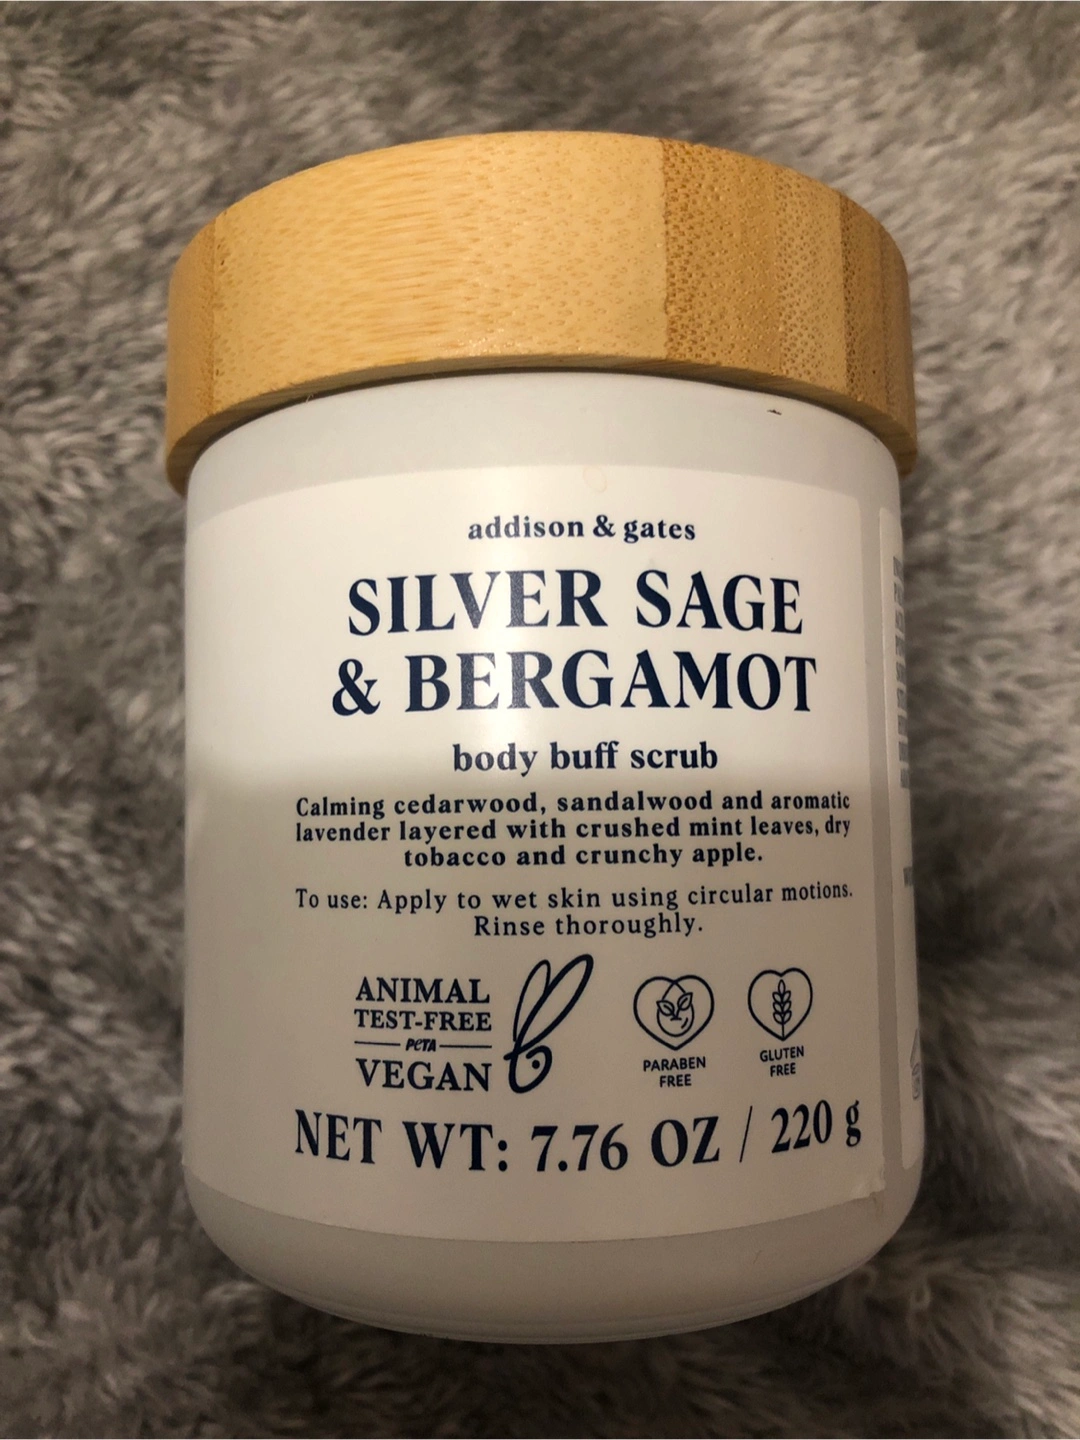 addison & gates
SILVER SAGE
& BERGAMOT
body buff scrub
Calming cedarwood, sandalwood and aromatic
lavender layered with crushed mint leaves, dry
tobacco and crunchy apple.
To use: Apply to wet skin using circular motions.
Rinse thoroughly.
ANIMAL
TEST-FREE
PETA
VEGAN
PARABEN
FREE
GLUTEN
FREE
NET WT: 7.76 OZ / 220 g